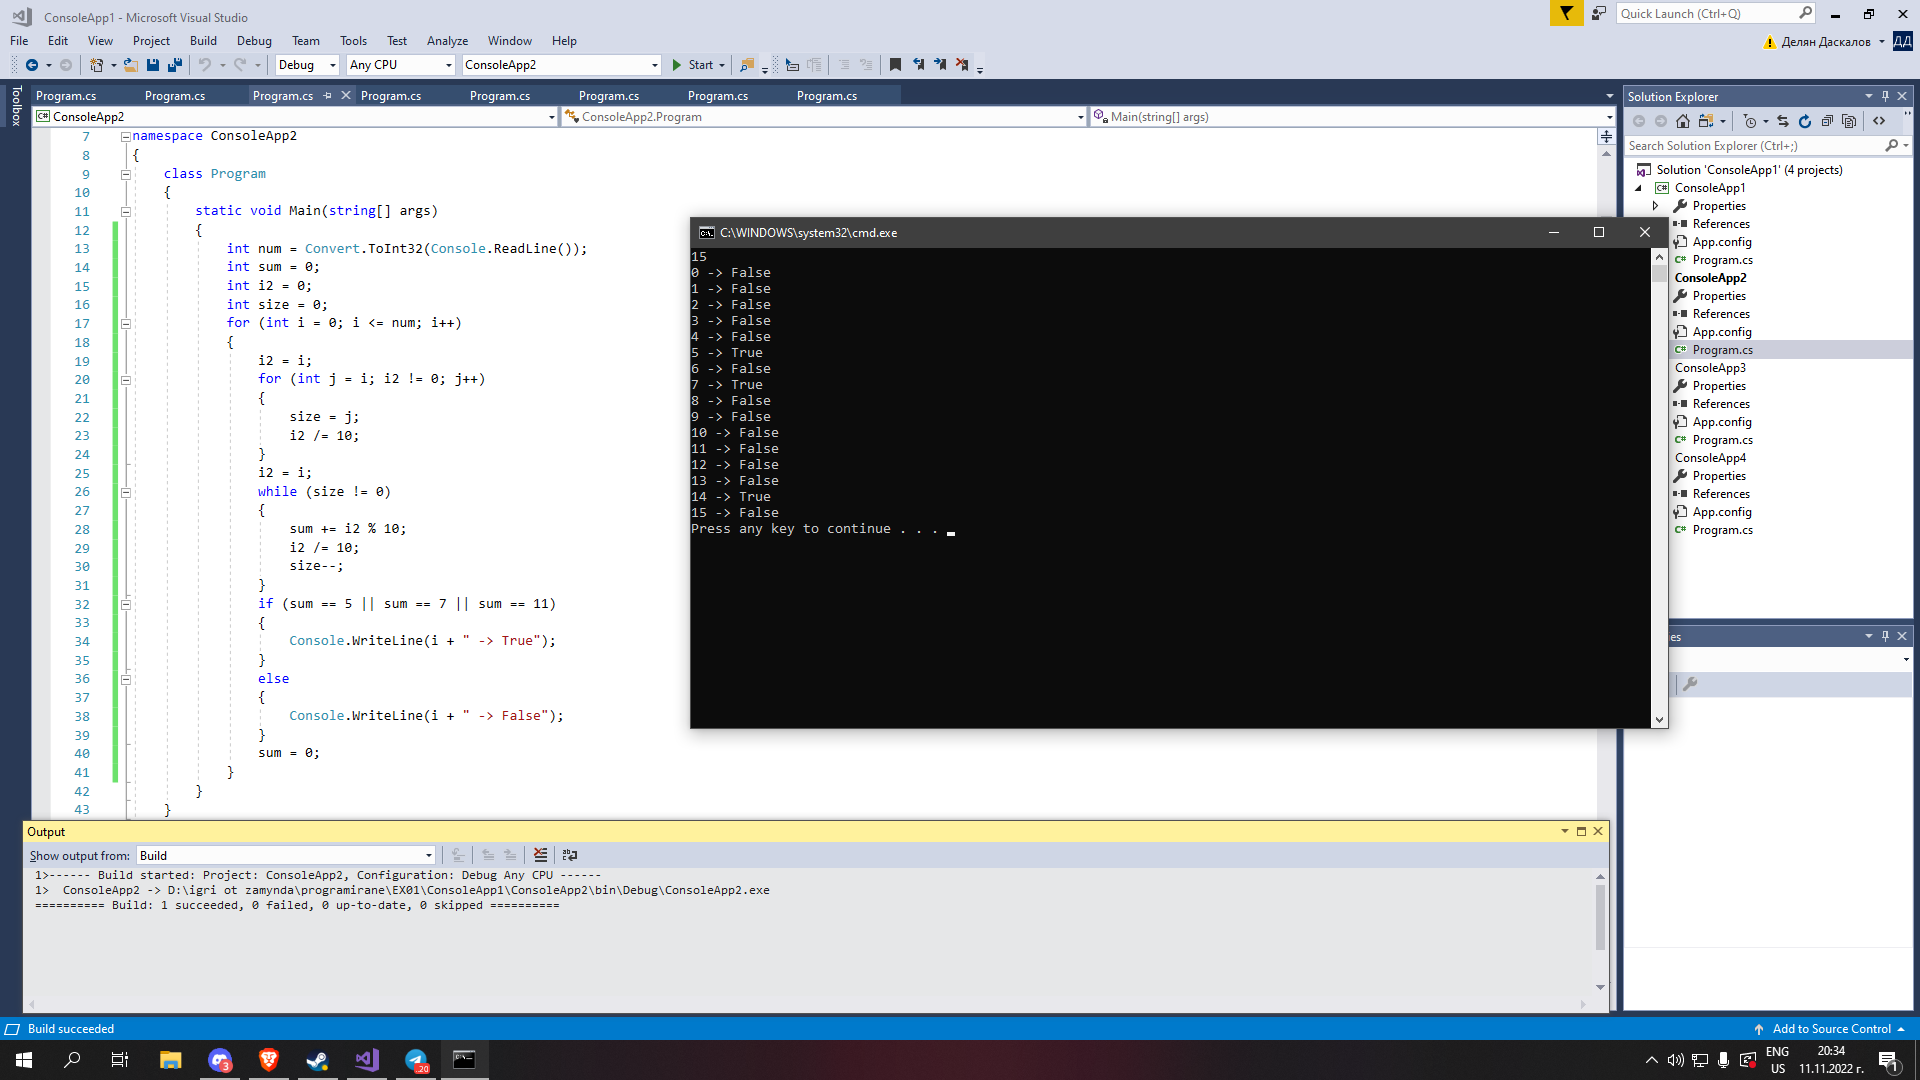 ConsoleApp1 - Microsoft Visual Studio
Quick Launch (Ctrl+Q)
File Edit View Project Build Debug Team Tools Test Analyze Window Help
Делян Даскалов ДД
Debug Any CPU ConsoleApp2 Start
Toolbox
Program.cs Program.cs Program.cs Program.cs Program.cs Program.cs Program.cs Program.cs
ConsoleApp2 ConsoleApp2.Program Main(string[] args)
7 namespace ConsoleApp2
8 {
9 class Program
10 {
11 static void Main(string[] args)
12 {
13 int num = Convert.ToInt32(Console.ReadLine());
14 int sum = 0;
15 int i2 = 0;
16 int size = 0;
17 for (int i = 0; i <= num; i++)
18 {
19 i2 = i;
20 for (int j = i; i2 != 0; j++)
21 {
22 size = j;
23 i2 /= 10;
24 }
25 i2 = i;
26 while (size != 0)
27 {
28 sum += i2 % 10;
29 i2 /= 10;
30 size--;
31 }
32 if (sum == 5 || sum == 7 || sum == 11)
33 {
34 Console.WriteLine(i + " -> True");
35 }
36 else
37 {
38 Console.WriteLine(i + " -> False");
39 }
40 sum = 0;
41 }
42 }
43 }
C:\WINDOWS\system32\cmd.exe
15
0 -> False
1 -> False
2 -> False
3 -> False
4 -> False
5 -> True
6 -> False
7 -> True
8 -> False
9 -> False
10 -> False
11 -> False
12 -> False
13 -> False
14 -> True
15 -> False
Press any key to continue . . .
Solution Explorer
Search Solution Explorer (Ctrl+;)
Solution 'ConsoleApp1' (4 projects)
ConsoleApp1
Properties
References
App.config
Program.cs
ConsoleApp2
Properties
References
App.config
Program.cs
ConsoleApp3
Properties
References
App.config
Program.cs
ConsoleApp4
Properties
References
App.config
Program.cs
es
Output
Show output from: Build
1>------ Build started: Project: ConsoleApp2, Configuration: Debug Any CPU ------
1> ConsoleApp2 -> D:\igri ot zamynda\programirane\EX01\ConsoleApp1\ConsoleApp2\bin\Debug\ConsoleApp2.exe
========== Build: 1 succeeded, 0 failed, 0 up-to-date, 0 skipped ==========
Build succeeded
Add to Source Control
3
20
ENG
US
20:34
11.11.2022 г.
1